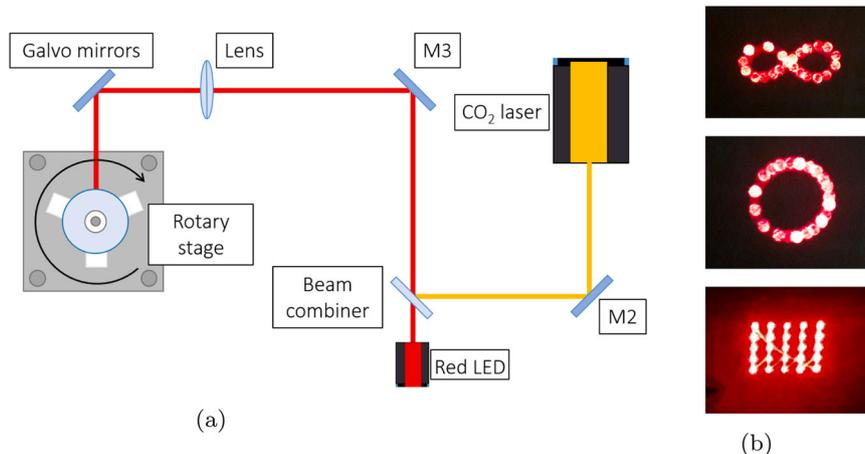 Galvo mirrors
Lens
M3
CO₂ laser
Rotary
stage
Beam
combiner
M2
Red LED
(a)
(b)